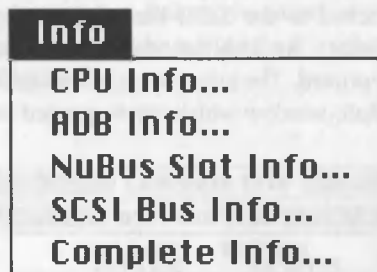 Info
CPU Info...
ADB Info...
NuBus Slot Info...
SCSI Bus Info...
Complete Info...